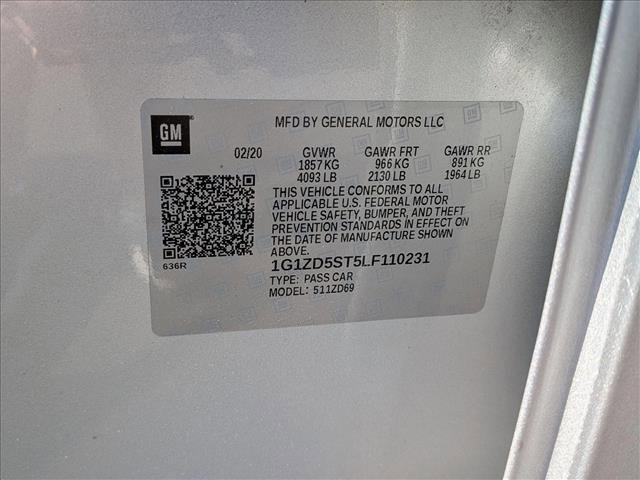 GM
MFD BY GENERAL MOTORS LLC
02/20 GVWR GAWR FRT GAWR RR
1857 KG 966 KG 891 KG
4093 LB 2130 LB 1964 LB
THIS VEHICLE CONFORMS TO ALL
APPLICABLE U.S. FEDERAL MOTOR
VEHICLE SAFETY, BUMPER, AND THEFT
PREVENTION STANDARDS IN EFFECT ON
THE DATE OF MANUFACTURE SHOWN
ABOVE.
636R
1G1ZD5ST5LF110231
TYPE: PASS CAR
MODEL: 511ZD69